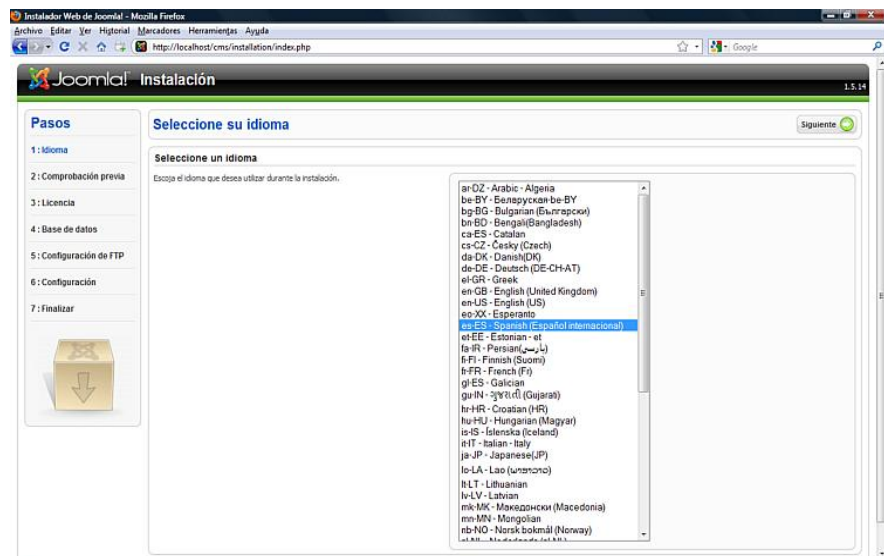 Instalador Web de Joomla! - Mozilla Firefox
Archivo Editar Ver Historial Marcadores Herramientas Ayuda
http://localhost/cms/installation/index.php
Google
Joomla! Instalación
1.5.14
Pasos
1 : Idioma
2 : Comprobación previa
3 : Licencia
4 : Base de datos
5 : Configuración de FTP
6 : Configuración
7 : Finalizar
Seleccione su idioma
Siguiente
Seleccione un idioma
Escoja el idioma que desea utilizar durante la instalación.
ar-DZ - Arabic - Algeria
be-BY - Беларуская-be-BY
bg-BG - Bulgarian (Български)
bn-BD - Bengali(Bangladesh)
ca-ES - Catalan
cs-CZ - Česky (Czech)
da-DK - Danish(DK)
de-DE - Deutsch (DE-CH-AT)
el-GR - Greek
en-GB - English (United Kingdom)
en-US - English (US)
eo-XX - Esperanto
es-ES - Spanish (Español internacional)
et-EE - Estonian - et
fa-IR - Persian(پارسی)
fi-FI - Finnish (Suomi)
fr-FR - French (Fr)
gl-ES - Galician
gu-IN - ગુજરાતી (Gujarati)
hr-HR - Croatian (HR)
hu-HU - Hungarian (Magyar)
is-IS - Íslenska (Iceland)
it-IT - Italian - Italy
ja-JP - Japanese(JP)
lo-LA - Lao (ພາສາລາວ)
lt-LT - Lithuanian
lv-LV - Latvian
mk-MK - Македонски (Macedonia)
mn-MN - Mongolian
nb-NO - Norsk bokmål (Norway)